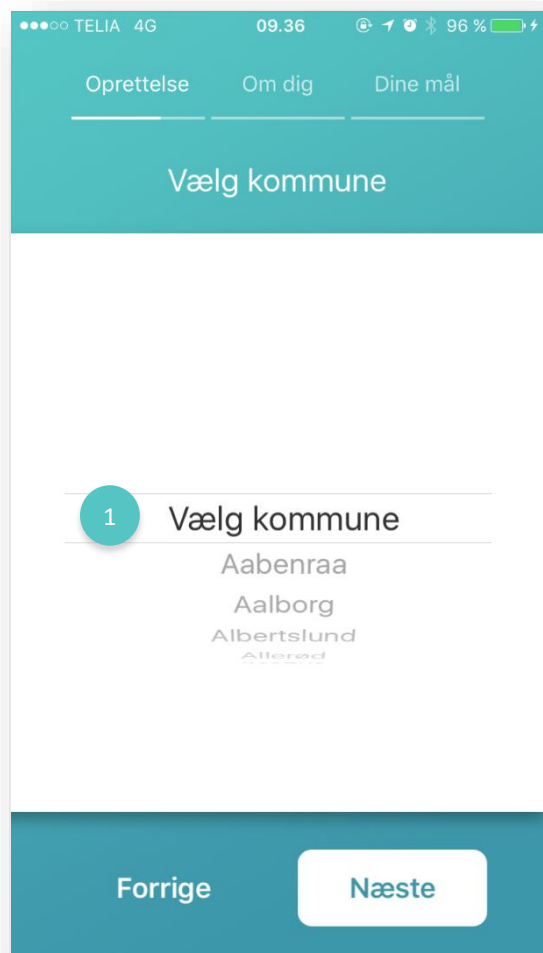 TELIA 4G 09.36 96 %
Oprettelse Om dig Dine mål
Vælg kommune
1 Vælg kommune
Aabenraa
Aalborg
Albertslund
Allerød
Forrige Næste